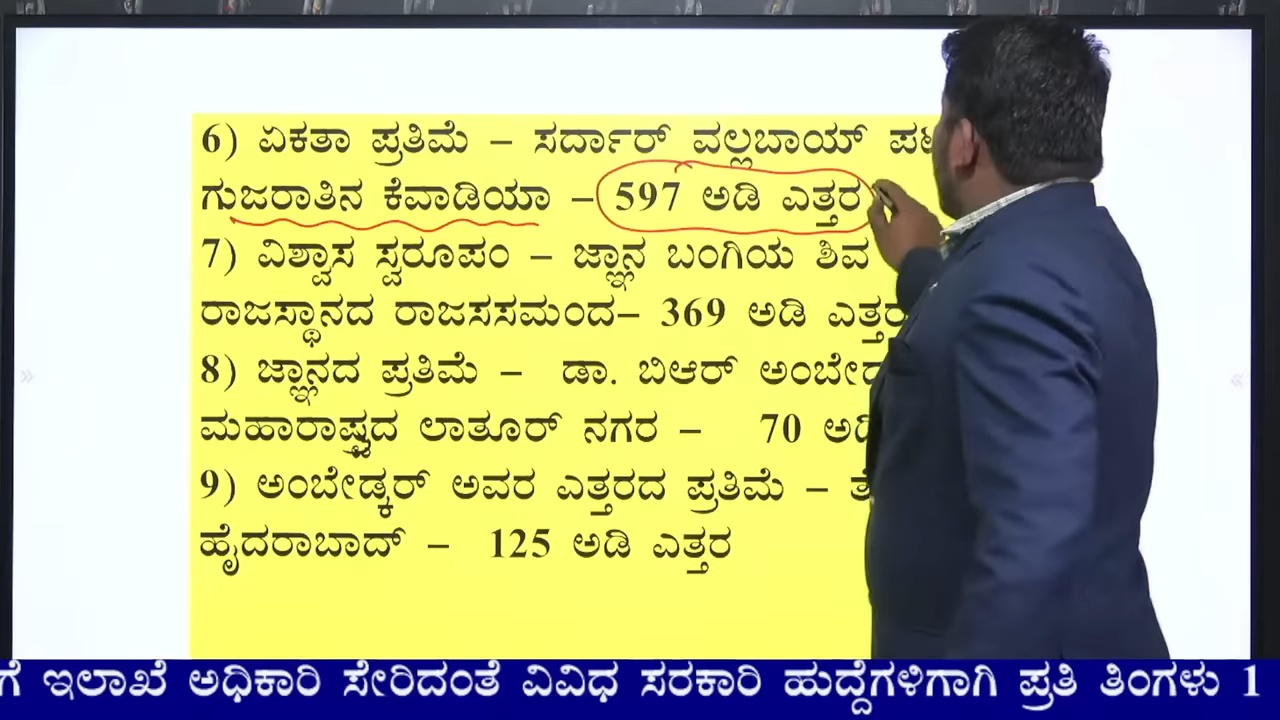 6) ಏಕತಾ ಪ್ರತಿಮೆ – ಸರ್ದಾರ್ ವಲ್ಲಬಾಯ್
ಗುಜರಾತಿನ ಕೆವಾಡಿಯಾ – 597 ಅಡಿ ಎತ್ತರ
7) ವಿಶ್ವಾಸ ಸ್ವರೂಪಂ – ಜ್ಞಾನ ಬಂಗಿಯ ಶಿವ
ರಾಜಸ್ಥಾನದ ರಾಜಸಸಮಂದ– 369 ಅಡಿ ಎತ್ತರ
8) ಜ್ಞಾನದ ಪ್ರತಿಮೆ – ಡಾ. ಬಿಆರ್
ಮಹಾರಾಷ್ಟ್ರದ ಲಾತೂರ್ ನಗರ – 70
9) ಅಂಬೇಡ್ಕರ್ ಅವರ ಎತ್ತರದ ಪ್ರತಿಮೆ –
ಹೈದರಾಬಾದ್ – 125 ಅಡಿ ಎತ್ತರ
ಇಲಾಖೆ ಅಧಿಕಾರಿ ಸೇರಿದಂತೆ ವಿವಿಧ ಸರಕಾರಿ ಹುದ್ದೆಗಳಿಗಾಗಿ ಪ್ರತಿ ತಿಂಗಳು 1